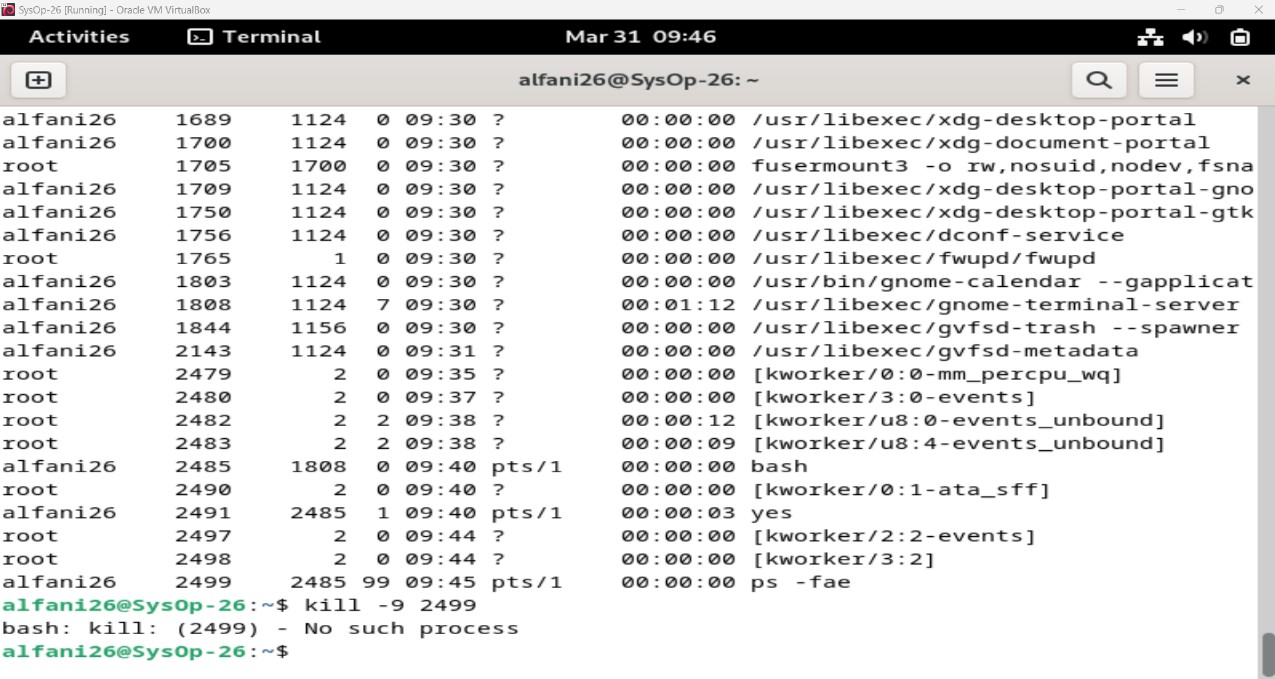 SysOp-26 [Running] - Oracle VM VirtualBox
Activities Terminal Mar 31 09:46
alfani26@SysOp-26: ~
alfani26 1689 1124 0 09:30 ? 00:00:00 /usr/libexec/xdg-desktop-portal
alfani26 1700 1124 0 09:30 ? 00:00:00 /usr/libexec/xdg-document-portal
root 1705 1700 0 09:30 ? 00:00:00 fusermount3 -o rw,nosuid,nodev,fsna
alfani26 1709 1124 0 09:30 ? 00:00:00 /usr/libexec/xdg-desktop-portal-gno
alfani26 1750 1124 0 09:30 ? 00:00:00 /usr/libexec/xdg-desktop-portal-gtk
alfani26 1756 1124 0 09:30 ? 00:00:00 /usr/libexec/dconf-service
root 1765 1 0 09:30 ? 00:00:00 /usr/libexec/fwupd/fwupd
alfani26 1803 1124 0 09:30 ? 00:00:00 /usr/bin/gnome-calendar --gapplicat
alfani26 1808 1124 7 09:30 ? 00:01:12 /usr/libexec/gnome-terminal-server
alfani26 1844 1156 0 09:30 ? 00:00:00 /usr/libexec/gvfsd-trash --spawner
alfani26 2143 1124 0 09:31 ? 00:00:00 /usr/libexec/gvfsd-metadata
root 2479 2 0 09:35 ? 00:00:00 [kworker/0:0-mm_percpu_wq]
root 2480 2 0 09:37 ? 00:00:00 [kworker/3:0-events]
root 2482 2 2 09:38 ? 00:00:12 [kworker/u8:0-events_unbound]
root 2483 2 2 09:38 ? 00:00:09 [kworker/u8:4-events_unbound]
alfani26 2485 1808 0 09:40 pts/1 00:00:00 bash
root 2490 2 0 09:40 ? 00:00:00 [kworker/0:1-ata_sff]
alfani26 2491 2485 1 09:40 pts/1 00:00:03 yes
root 2497 2 0 09:44 ? 00:00:00 [kworker/2:2-events]
root 2498 2 0 09:44 ? 00:00:00 [kworker/3:2]
alfani26 2499 2485 99 09:45 pts/1 00:00:00 ps -fae
alfani26@SysOp-26:~$ kill -9 2499
bash: kill: (2499) - No such process
alfani26@SysOp-26:~$